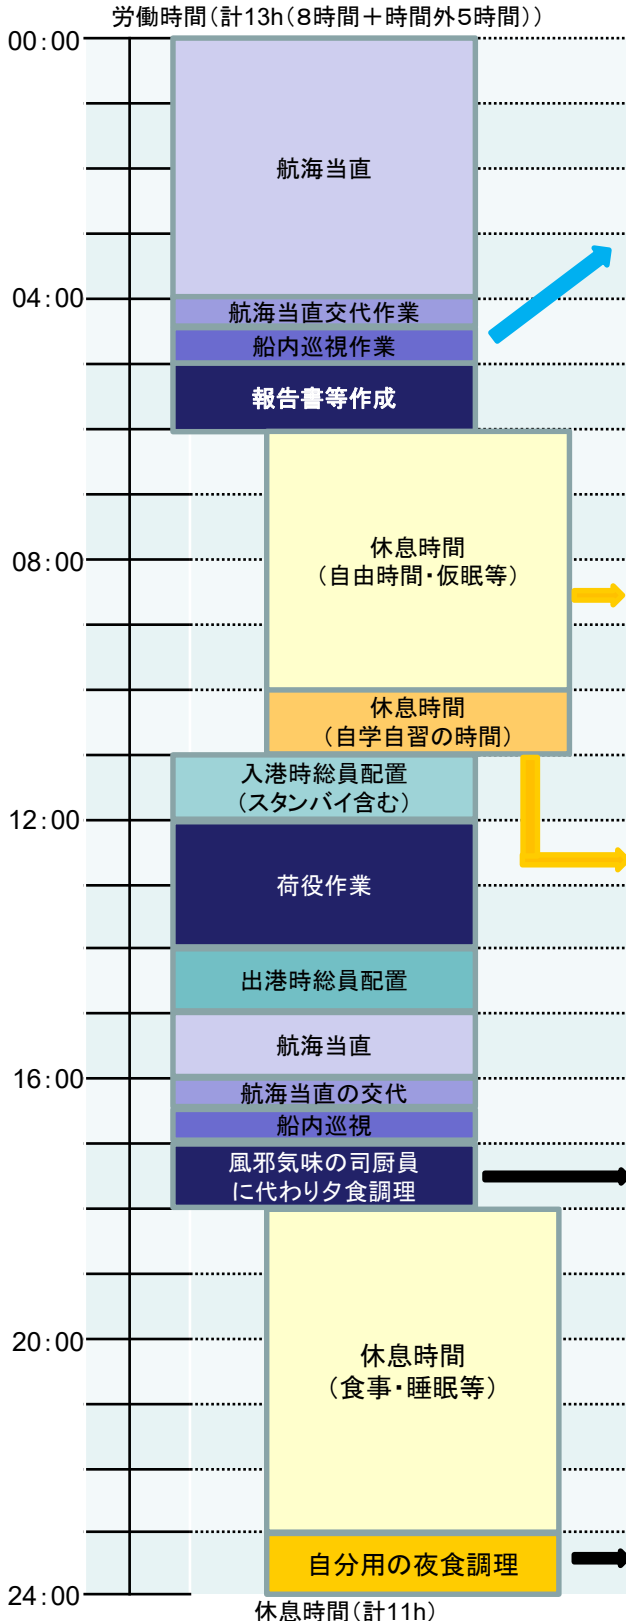 労働時間(計13h(8時間+時間外5時間))
00:00
航海当直
04:00
航海当直交代作業
船内巡視作業
報告書等作成
休息時間
08:00
(自由時間・仮眠等)
休息時間
(自学自習の時間)
入港時総員配置
(スタンバイ含む)
12:00
荷役作業
出港時総員配置
航海当直
16:00
航海当直の交代
船内巡視
風邪気味の司厨員
に代わり夕食調理
20:00
休息時間
(食事・睡眠等)
自分用の夜食調理
24:00
休息時間(計11h)